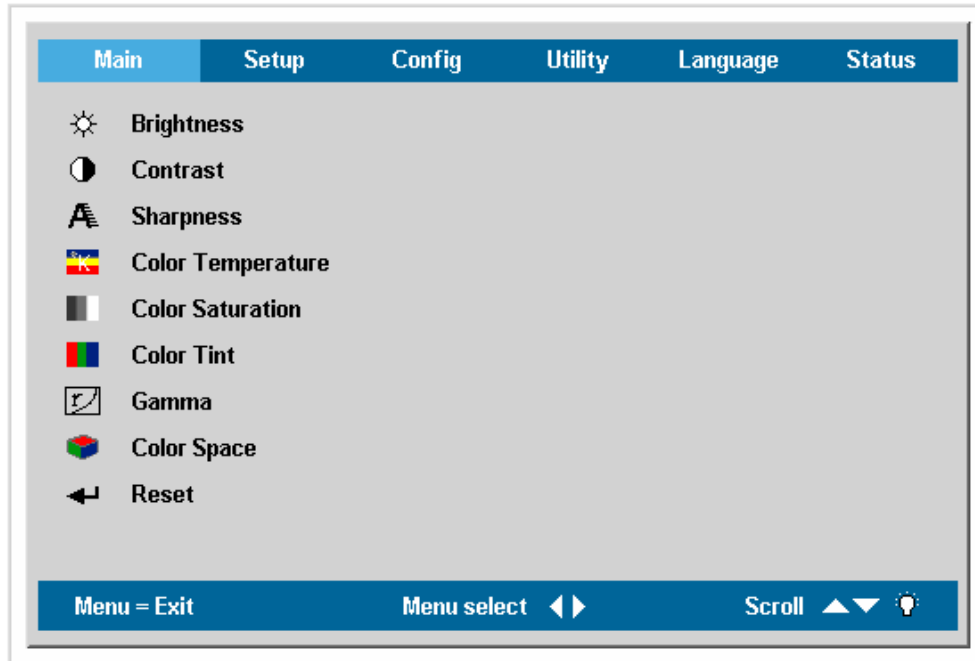 Main Setup Config Utility Language Status
Brightness
Contrast
Sharpness
Color Temperature
Color Saturation
Color Tint
Gamma
Color Space
Reset
Menu = Exit Menu select Scroll